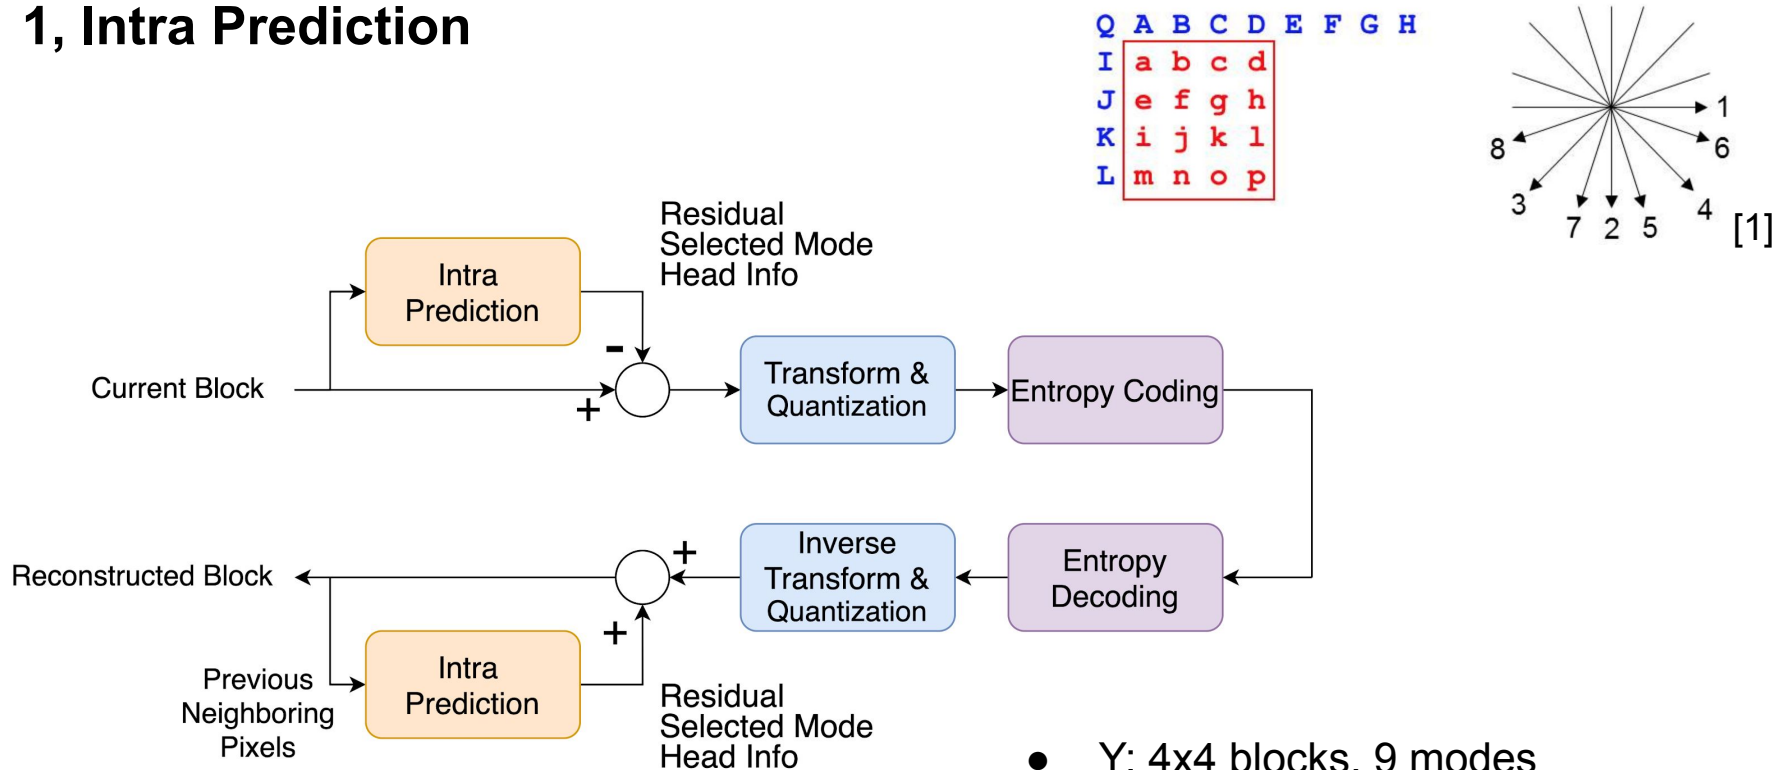 1, Intra Prediction
Q A B C D E F G H
I a b c d
J e f g h
K i j k l
L m n o p
1
8
6
3
7 2 5
4
[1]
Residual
Selected Mode
Head Info
Intra
Prediction
-
Current Block
+
Transform &
Quantization
Entropy Coding
Reconstructed Block
+
Inverse
Transform &
Quantization
Entropy
Decoding
+
Previous
Neighboring
Pixels
Intra
Prediction
Residual
Selected Mode
Head Info
● Y: 4x4 blocks, 9 modes